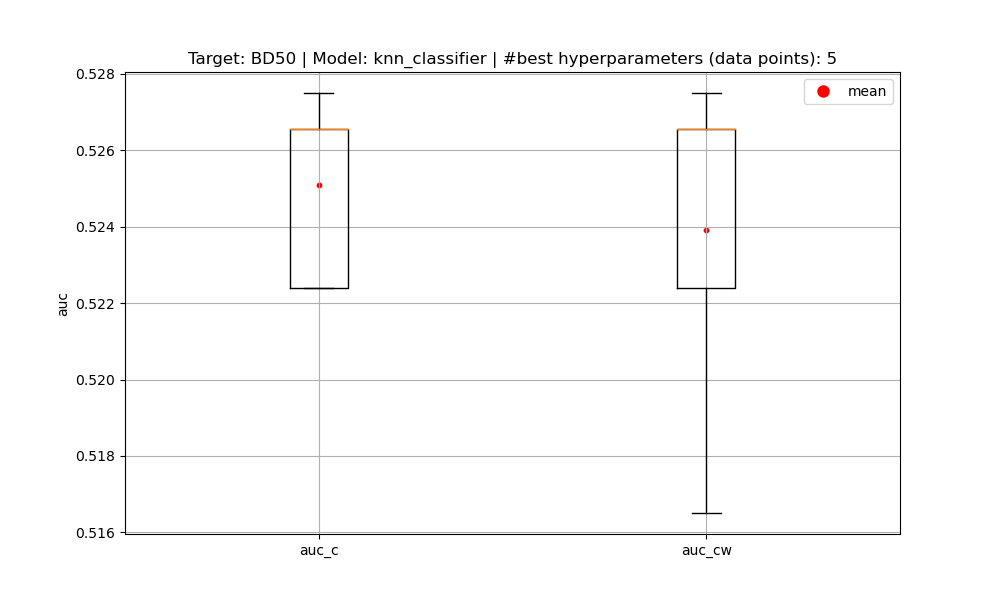 Target: BD50 | Model: knn_classifier | #best hyperparameters (data points): 5
mean
0.528
0.526
0.524
0.522
0.520
0.518
0.516
auc
auc_c
auc_cw